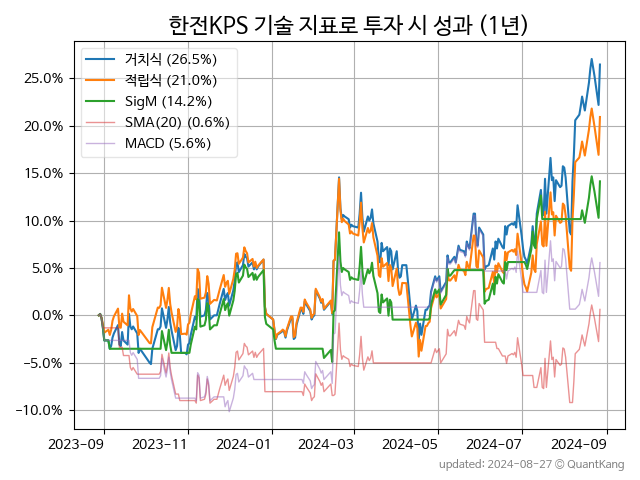 한전KPS 기술 지표로 투자 시 성과 (1년)
거치식 (26.5%)
적립식 (21.0%)
SigM (14.2%)
SMA(20) (0.6%)
MACD (5.6%)
25.0%
20.0%
15.0%
10.0%
5.0%
0.0%
−5.0%
−10.0%
2023-09 2023-11 2024-01 2024-03 2024-05 2024-07 2024-09
updated: 2024-08-27 © QuantKang